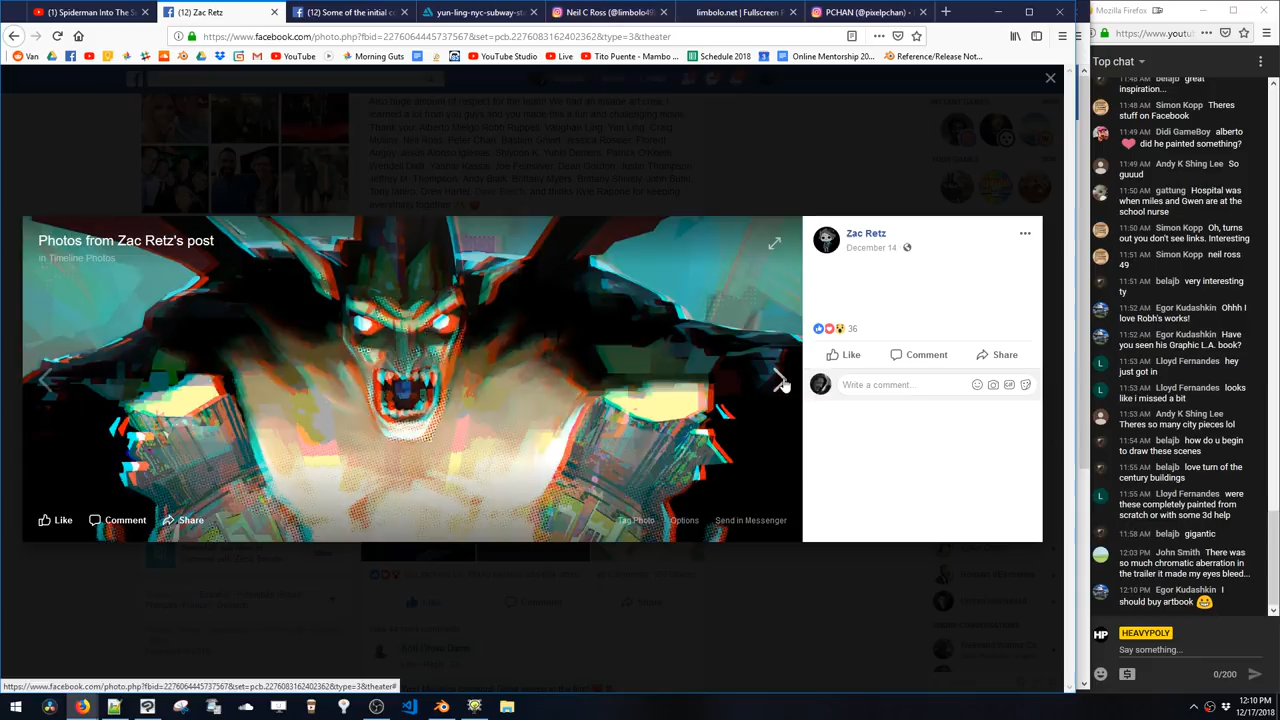 (1) Spiderman Into The S
(12) Zac Retz
(12) Some of the initial c
yun-ling-nyc-subway-st
Neil C Ross (@limbolo49
limbolo.net | Fullscreen P
PCHAN (@pixelpchan) •
Mozilla Firefox
https://www.facebook.com/photo.php?fbid=2276064445737567&set=pcb.2276083162402362&type=3&theater
https://www.youtu
Van
YouTube
Morning Guts
YouTube Studio
Live
Tito Puente - Mambo ...
Schedule 2018
Online Mentorship 20...
Reference/Release Not...
Top chat
Photos from Zac Retz's post
in Timeline Photos
Like
Comment
Share
Tag Photo
Options
Send in Messenger
Zac Retz
December 14
36
Like
Comment
Share
Write a comment...
11:48 AM belajb great
inspiration...
11:48 AM Simon Kopp Theres
stuff on Facebook
11:49 AM Didi GameBoy alberto
❤ did he painted something?
11:49 AM Andy K Shing Lee So
guuud
11:50 AM gattung Hospital was
when miles and Gwen are at the
school nurse
11:50 AM Simon Kopp Oh, turns
out you don't see links. Interesting
11:51 AM Simon Kopp neil ross
49
11:51 AM belajb very interesting
ty
11:52 AM Egor Kudashkin Ohhh I
love Robh's works!
11:52 AM Egor Kudashkin Have
you seen his Graphic L.A. book?
11:53 AM Lloyd Fernandes hey
just got in
11:53 AM Lloyd Fernandes looks
like i missed a bit
11:53 AM Andy K Shing Lee
Theres so many city pieces lol
11:54 AM belajb how do u begin
to draw these scenes
11:55 AM belajb love turn of the
century buildings
11:55 AM Lloyd Fernandes were
these completely painted from
scratch or with some 3d help
11:58 AM belajb gigantic
12:03 PM John Smith There was
so much chromatic aberration in
the trailer it made my eyes bleed...
12:10 PM Egor Kudashkin I
should buy artbook 😄
HP
HEAVYPOLY
Say something...
0/200
https://www.facebook.com/photo.php?fbid=2276064445737567&set=pcb.2276083162402362&type=3&theater#
12:10 PM
12/17/2018